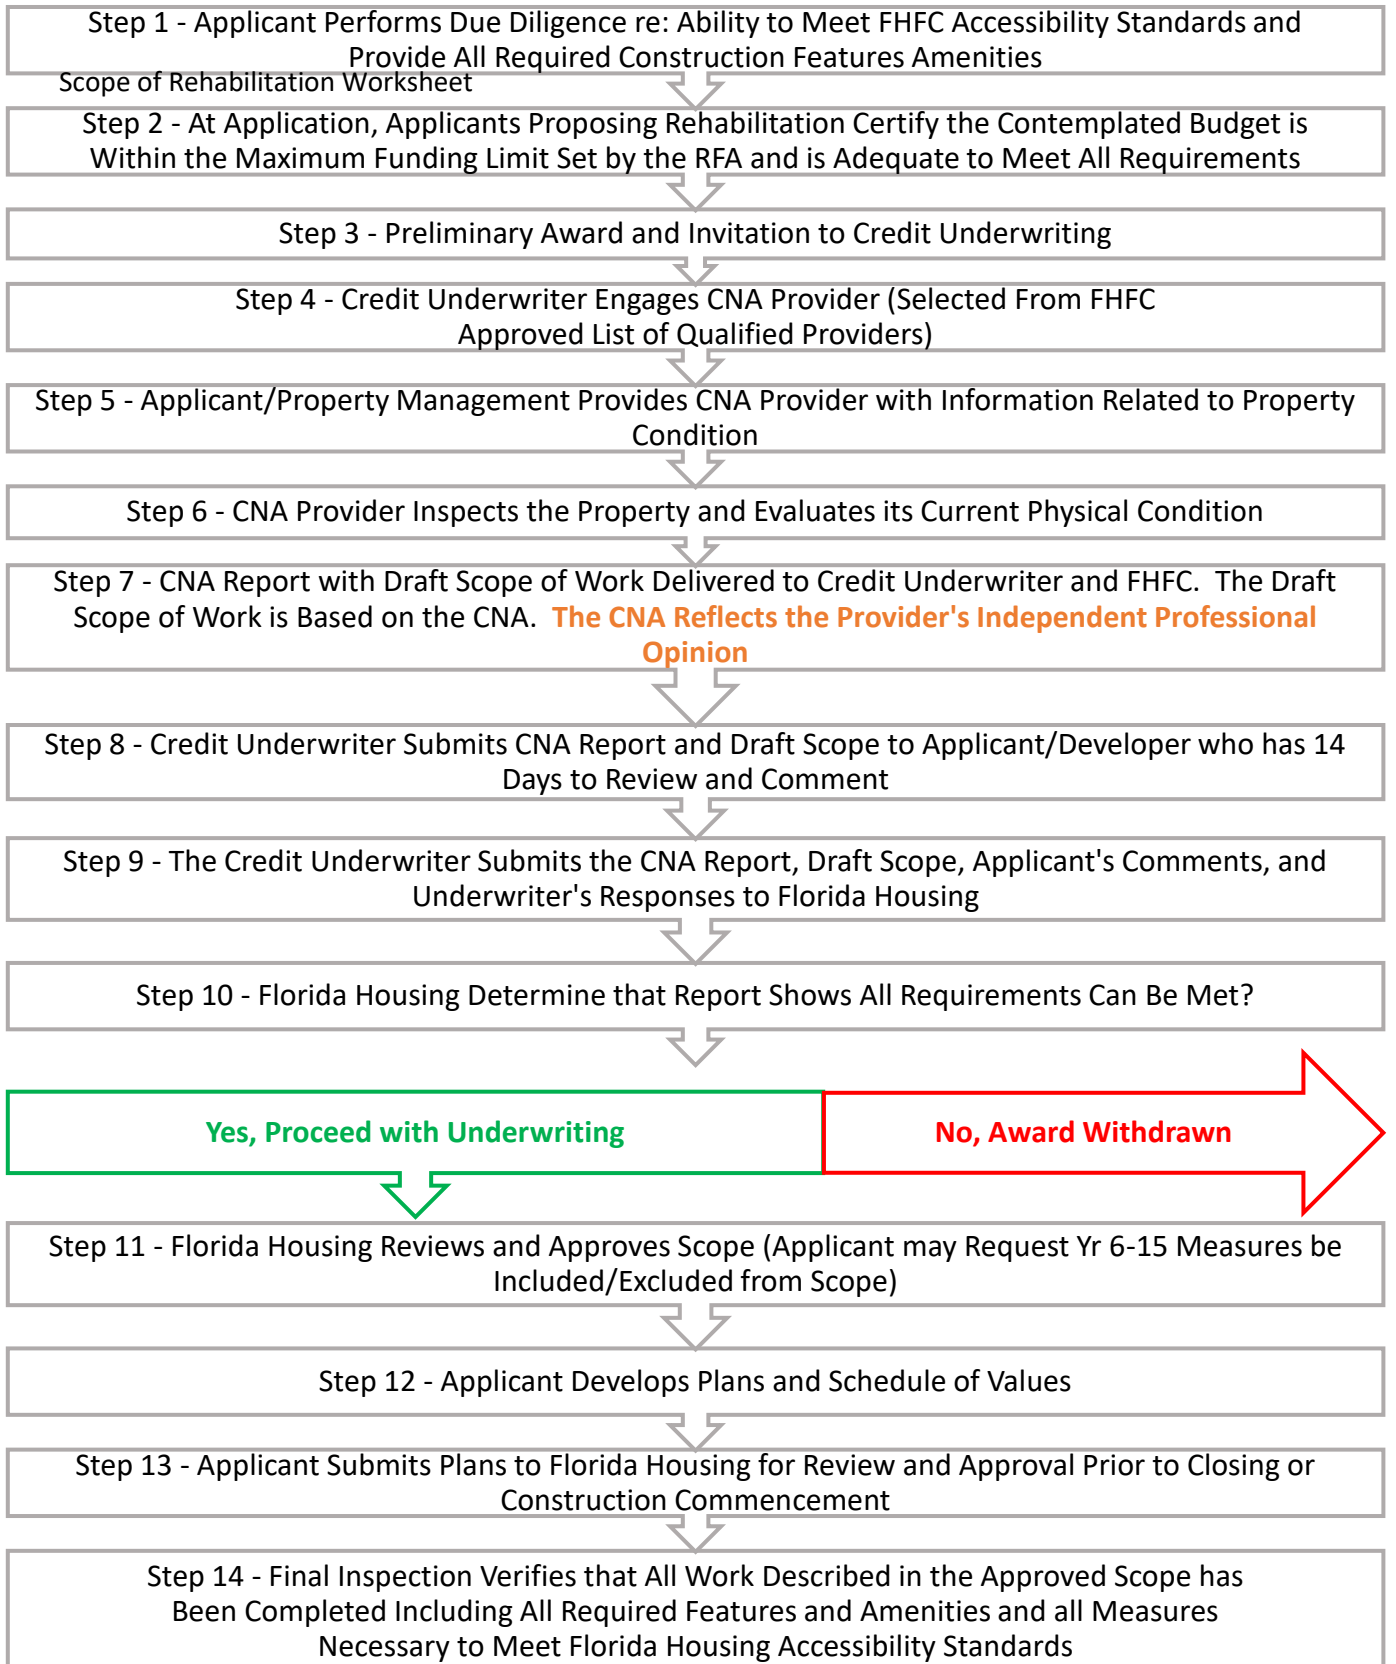 Step 1 - Applicant Performs Due Diligence re: Ability to Meet FHFC Accessibility Standards and
Provide All Required Construction Features Amenities
Scope of Rehabilitation Worksheet
Step 2 - At Application, Applicants Proposing Rehabilitation Certify the Contemplated Budget is
Within the Maximum Funding Limit Set by the RFA and is Adequate to Meet All Requirements
Step 3 - Preliminary Award and Invitation to Credit Underwriting
Step 4 - Credit Underwriter Engages CNA Provider (Selected From FHFC
Approved List of Qualified Providers)
Step 5 - Applicant/Property Management Provides CNA Provider with Information Related to Property
Condition
Step 6 - CNA Provider Inspects the Property and Evaluates its Current Physical Condition
Step 7 - CNA Report with Draft Scope of Work Delivered to Credit Underwriter and FHFC.  The Draft
Scope of Work is Based on the CNA.  The CNA Reflects the Provider's Independent Professional
Opinion
Step 8 - Credit Underwriter Submits CNA Report and Draft Scope to Applicant/Developer who has 14
Days to Review and Comment
Step 9 - The Credit Underwriter Submits the CNA Report, Draft Scope, Applicant's Comments, and
Underwriter's Responses to Florida Housing
Step 10 - Florida Housing Determine that Report Shows All Requirements Can Be Met?
Yes, Proceed with Underwriting
No, Award Withdrawn
Step 11 - Florida Housing Reviews and Approves Scope (Applicant may Request Yr 6-15 Measures be
Included/Excluded from Scope)
Step 12 - Applicant Develops Plans and Schedule of Values
Step 13 - Applicant Submits Plans to Florida Housing for Review and Approval Prior to Closing or
Construction Commencement
Step 14 - Final Inspection Verifies that All Work Described in the Approved Scope has
Been Completed Including All Required Features and Amenities and all Measures
Necessary to Meet Florida Housing Accessibility Standards